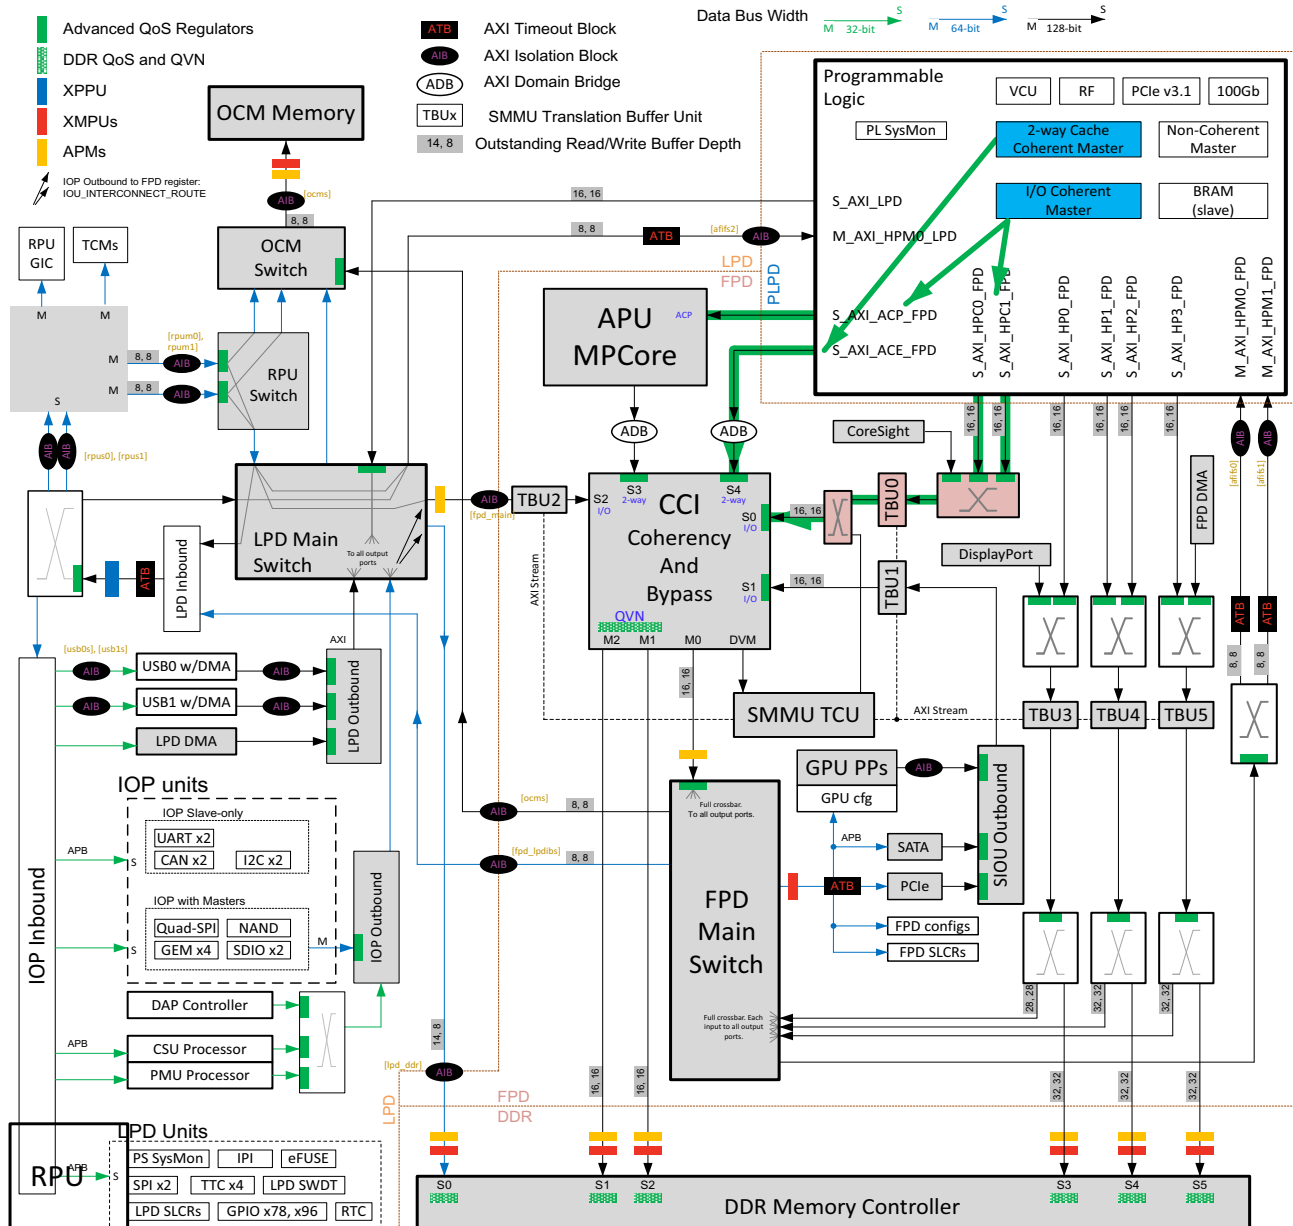 Advanced QoS Regulators
DDR QoS and QVN
XPPU
XMPUs
APMs
IOP Outbound to FPD register:
IOU_INTERCONNECT_ROUTE
ATB
AXI Timeout Block
AIB
AXI Isolation Block
ADB
AXI Domain Bridge
TBUx
SMMU Translation Buffer Unit
14, 8
Outstanding Read/Write Buffer Depth
Data Bus Width
M 32-bit S
M 64-bit S
M 128-bit S
Programmable
Logic
VCU
RF
PCIe v3.1
100Gb
PL SysMon
2-way Cache
Coherent Master
Non-Coherent
Master
I/O Coherent
Master
BRAM
(slave)
S_AXI_LPD
M_AXI_HPM0_LPD
S_AXI_ACP_FPD
S_AXI_ACE_FPD
S_AXI_HPC0_FPD
S_AXI_HPC1_FPD
S_AXI_HP0_FPD
S_AXI_HP1_FPD
S_AXI_HP2_FPD
S_AXI_HP3_FPD
M_AXI_HPM0_FPD
M_AXI_HPM1_FPD
OCM Memory
AIB
[ocms]
8, 8
OCM
Switch
16, 16
8, 8
ATB
[afifs2]
AIB
LPD
FPD
PLPD
RPU
GIC
TCMs
M
M
M
M
S
8, 8
8, 8
[rpum0],
[rpum1]
AIB
AIB
RPU
Switch
AIB
AIB
[rpus0], [rpus1]
APU
MPCore
ACP
ADB
ADB
CoreSight
16, 16
16, 16
16, 16
16, 16
16, 16
16, 16
AIB
AIB
[afifs0]
[afifs1]
LPD Main
Switch
To all output
ports
AIB
[fpd_main]
TBU2
S2
I/O
S3
2-way
S4
2-way
CCI
Coherency
And
Bypass
S0
I/O
S1
I/O
16, 16
16, 16
TBU0
TBU1
QVN
M2
M1
M0
DVM
AXI Stream
AXI Stream
SMMU TCU
FPD DMA
DisplayPort
ATB
ATB
8, 8
8, 8
TBU3
TBU4
TBU5
ATB
LPD Inbound
AXI
[usb0s], [usb1s]
AIB
USB0 w/DMA
AIB
AIB
USB1 w/DMA
AIB
LPD DMA
LPD Outbound
IOP units
IOP Slave-only
UART x2
CAN x2
I2C x2
APB
S
IOP with Masters
Quad-SPI
NAND
GEM x4
SDIO x2
S
M
IOP Outbound
IOP Inbound
DAP Controller
APB
CSU Processor
PMU Processor
16, 16
[ocms]
AIB
8, 8
[fpd_lpdibs]
AIB
8, 8
Full crossbar.
To all output ports.
FPD
Main
Switch
Full crossbar. Each
input to all output
ports.
GPU PPs
GPU cfg
AIB
APB
SATA
ATB
PCIe
FPD configs
FPD SLCRs
SIOU Outbound
28, 28
32, 32
32, 32
14, 8
[lpd_ddr]
AIB
16, 16
16, 16
32, 32
32, 32
32, 32
LPD
FPD
DDR
RPU
APB
S
LPD Units
PS SysMon
IPI
eFUSE
SPI x2
TTC x4
LPD SWDT
LPD SLCRs
GPIO x78, x96
RTC
S0
S1
S2
S3
S4
S5
DDR Memory Controller